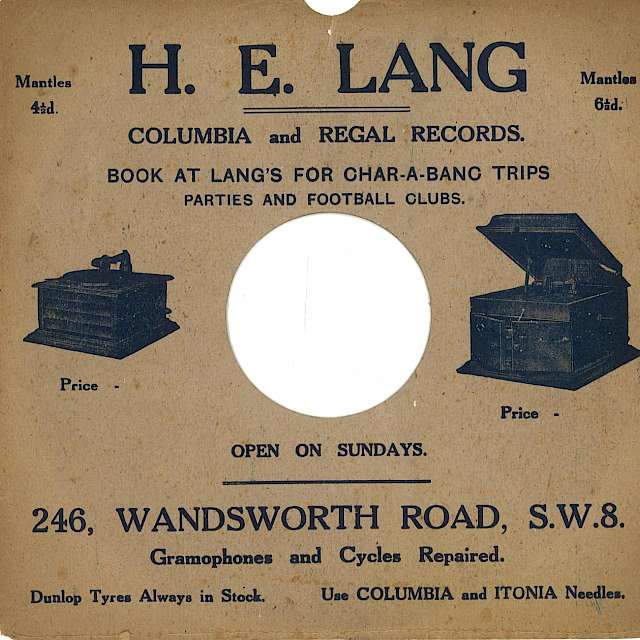 H. E. LANG
Mantles
4½d.
Mantles
6½d.
COLUMBIA and REGAL RECORDS.
BOOK AT LANG'S FOR CHAR-A-BANC TRIPS
PARTIES AND FOOTBALL CLUBS.
Price -
Price -
OPEN ON SUNDAYS.
246, WANDSWORTH ROAD, S.W.8.
Gramophones and Cycles Repaired.
Dunlop Tyres Always in Stock.
Use COLUMBIA and ITONIA Needles.